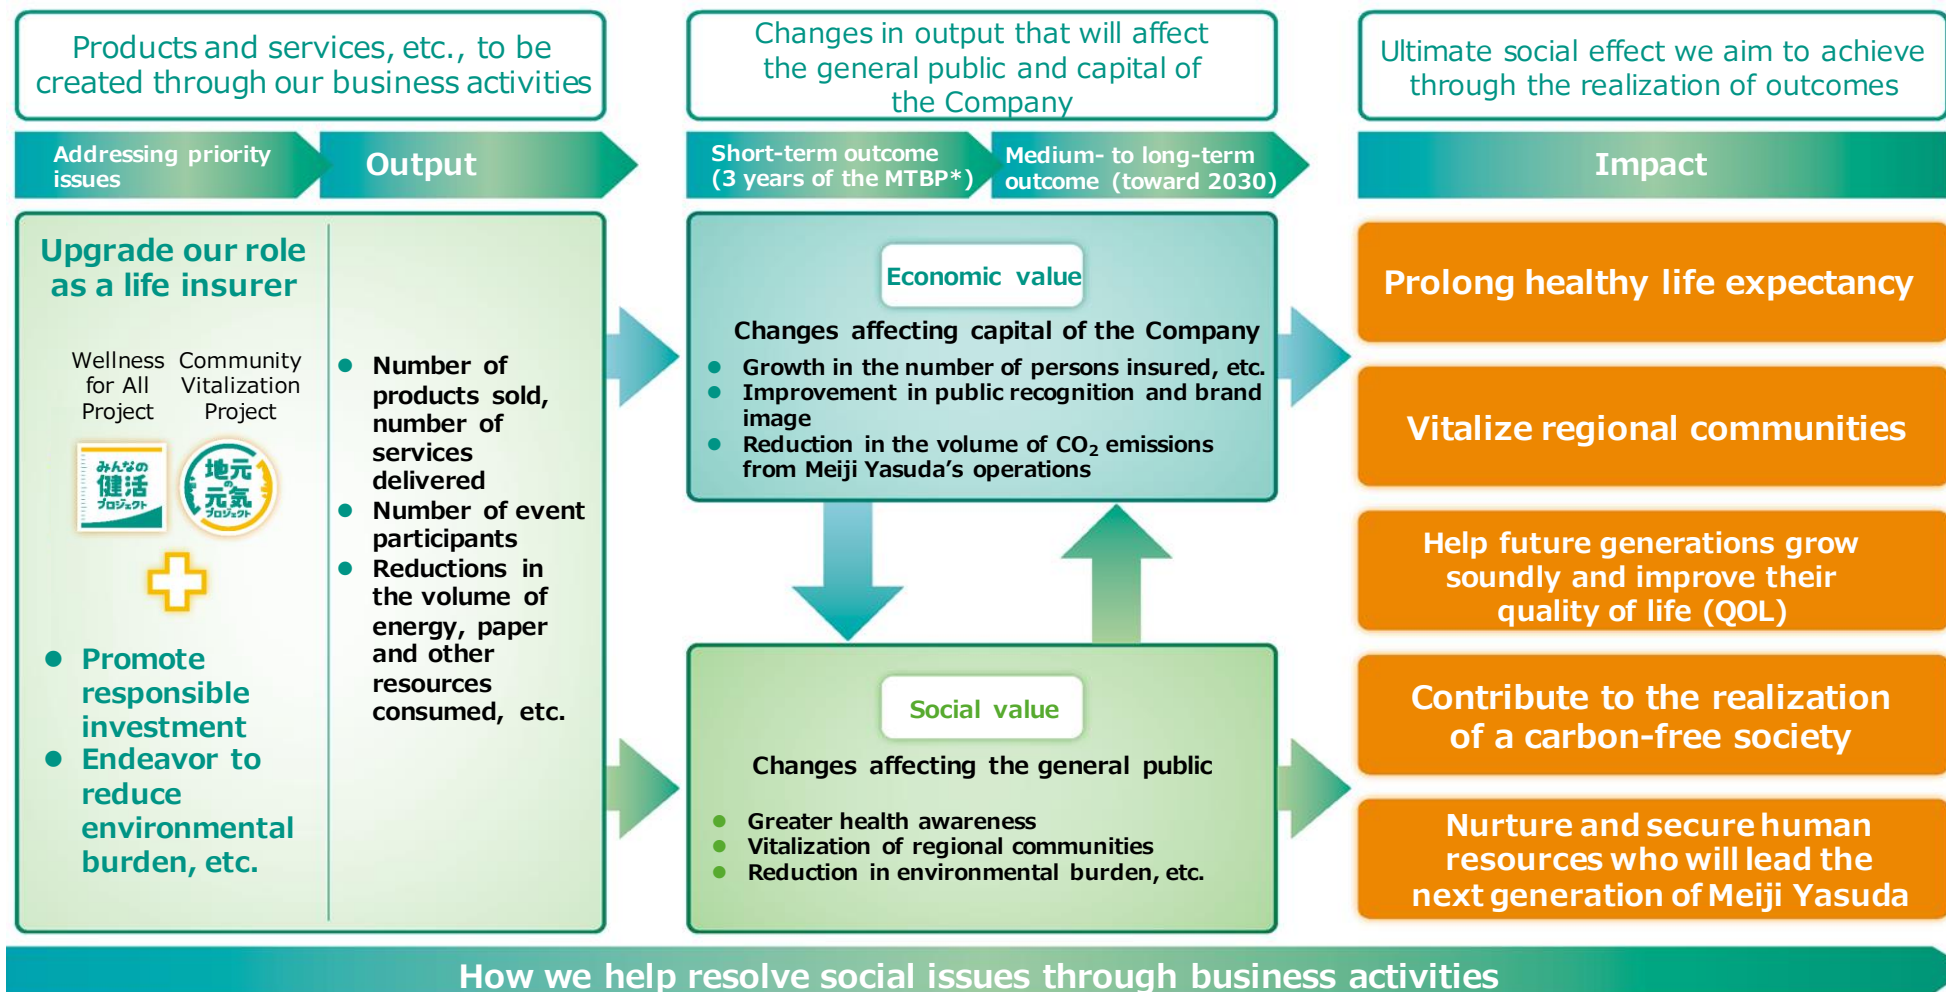 Products and services, etc., to be
created through our business activities
Changes in output that will affect
the general public and capital of
the Company
Ultimate social effect we aim to achieve
through the realization of outcomes
Addressing priority
issues
Output
Short-term outcome
(3 years of the MTBP*)
Medium- to long-term
outcome (toward 2030)
Impact
Upgrade our role
as a life insurer
Wellness
for All
Project
Community
Vitalization
Project
みんなの
健活
プロジェクト
地元
の
元気
プロジェクト
● Promote
responsible
investment
● Endeavor to
reduce
environmental
burden, etc.
● Number of
products sold,
number of
services
delivered
● Number of event
participants
● Reductions in
the volume of
energy, paper
and other
resources
consumed, etc.
Economic value
Changes affecting capital of the Company
● Growth in the number of persons insured, etc.
● Improvement in public recognition and brand
image
● Reduction in the volume of CO₂ emissions
from Meiji Yasuda’s operations
Social value
Changes affecting the general public
● Greater health awareness
● Vitalization of regional communities
● Reduction in environmental burden, etc.
Prolong healthy life expectancy
Vitalize regional communities
Help future generations grow
soundly and improve their
quality of life (QOL)
Contribute to the realization
of a carbon-free society
Nurture and secure human
resources who will lead the
next generation of Meiji Yasuda
How we help resolve social issues through business activities